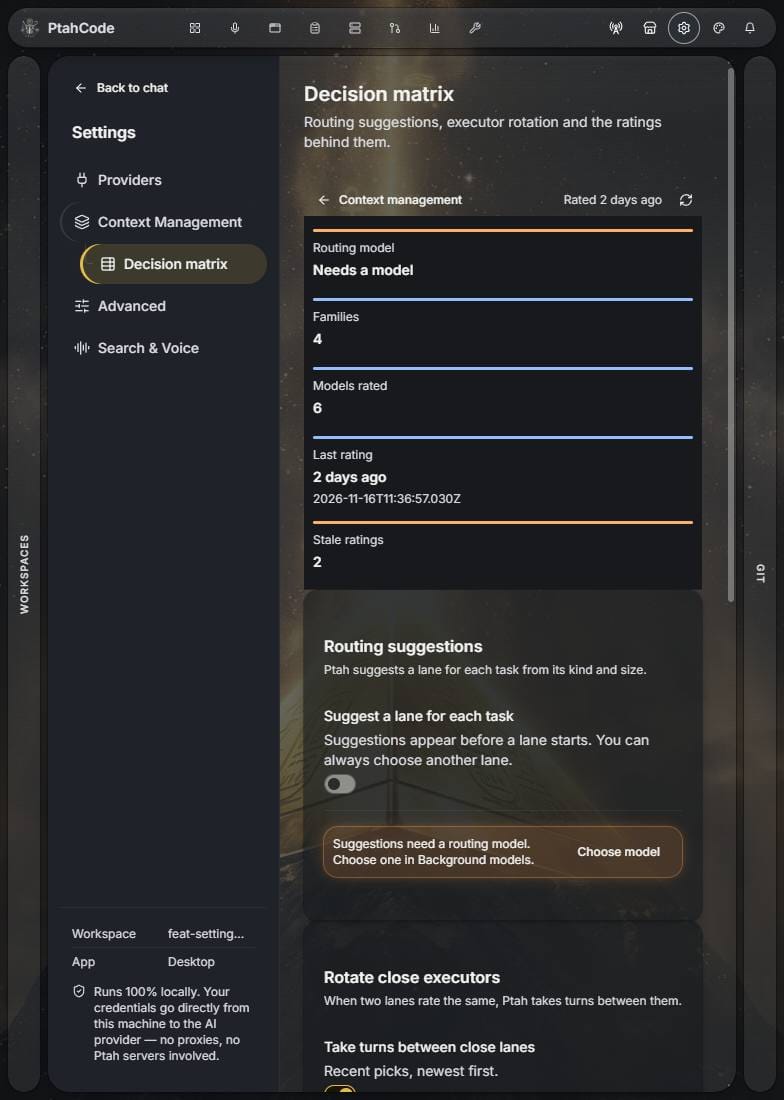 PtahCode
WORKSPACES
Back to chat
Settings
Providers
Context Management
Decision matrix
Advanced
Search & Voice
Workspace feat-setting...
App Desktop
Runs 100% locally. Your
credentials go directly from
this machine to the AI
provider — no proxies, no
Ptah servers involved.
Decision matrix
Routing suggestions, executor rotation and the ratings
behind them.
Context management Rated 2 days ago
Routing model
Needs a model
Families
4
Models rated
6
Last rating
2 days ago
2026-11-16T11:36:57.030Z
Stale ratings
2
Routing suggestions
Ptah suggests a lane for each task from its kind and size.
Suggest a lane for each task
Suggestions appear before a lane starts. You can
always choose another lane.
Suggestions need a routing model.
Choose one in Background models.
Choose model
Rotate close executors
When two lanes rate the same, Ptah takes turns between them.
Take turns between close lanes
Recent picks, newest first.
GIT